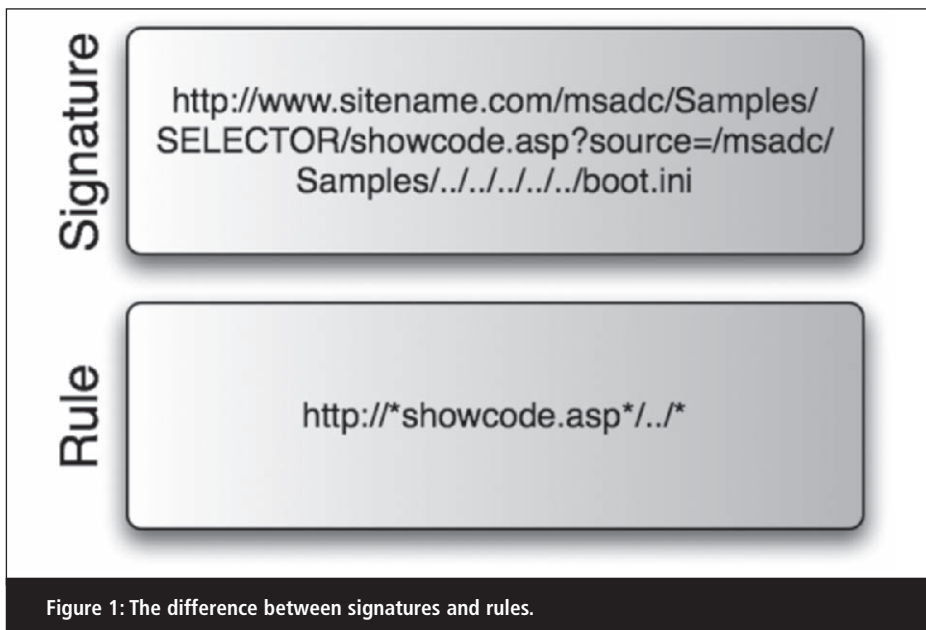 Signature
http://www.sitename.com/msadc/Samples/
SELECTOR/showcode.asp?source=/msadc/
Samples/../../../../../boot.ini
Rule
http://*showcode.asp*/../*
Figure 1: The difference between signatures and rules.